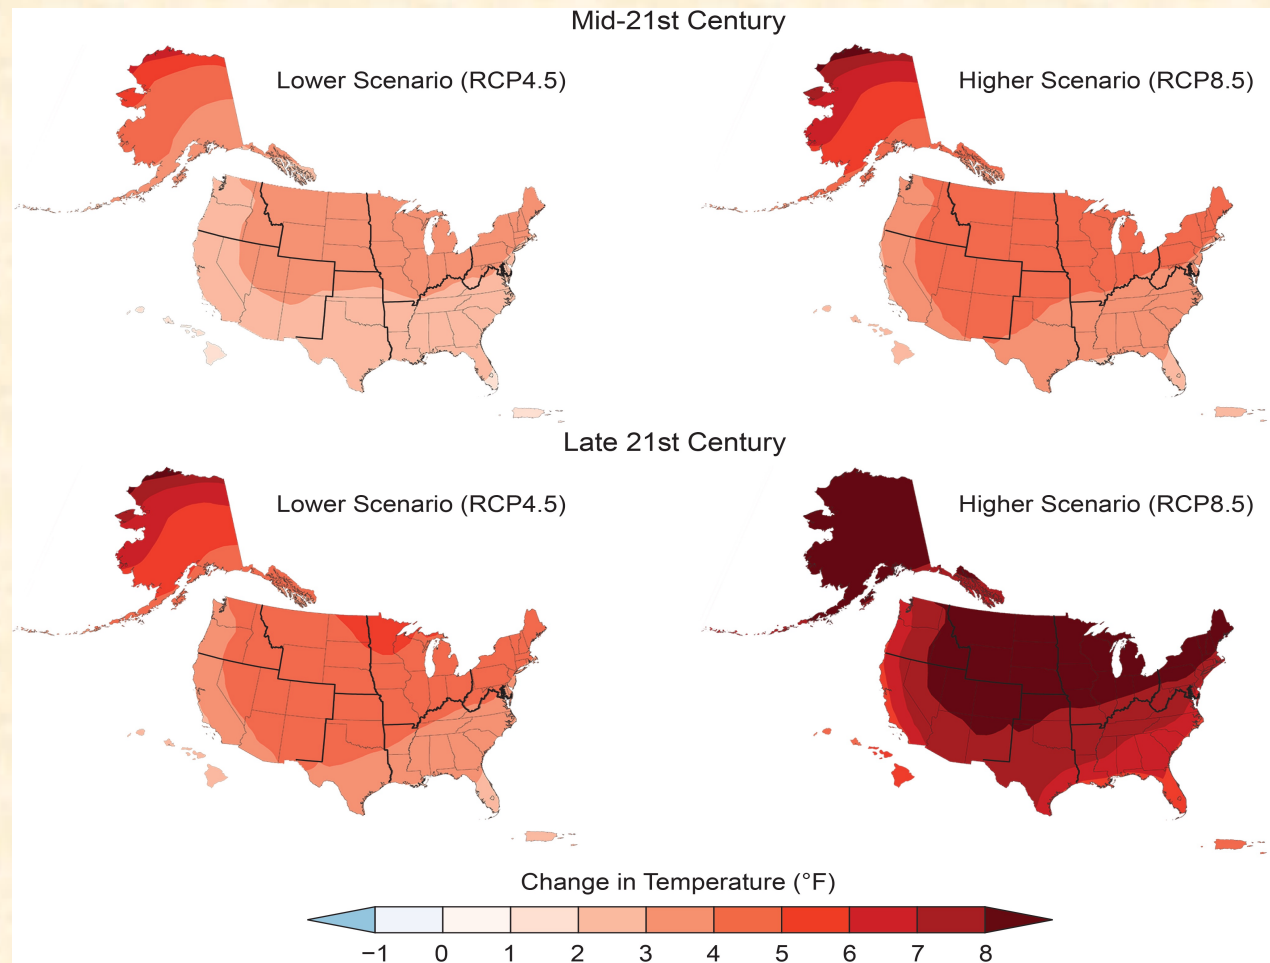 Mid-21st Century
Lower Scenario (RCP4.5)
Higher Scenario (RCP8.5)
Late 21st Century
Lower Scenario (RCP4.5)
Higher Scenario (RCP8.5)
Change in Temperature (°F)
−1 0 1 2 3 4 5 6 7 8